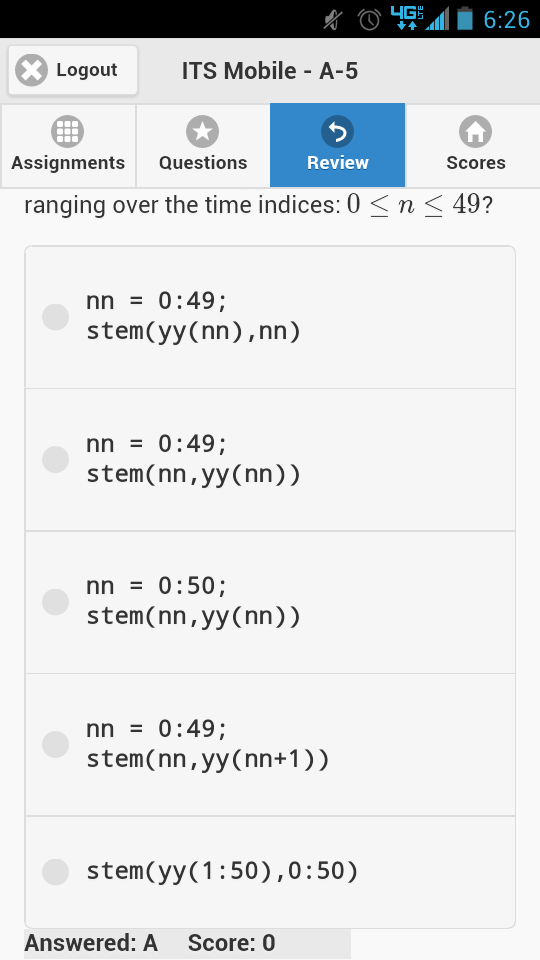 4G LTE 6:26
Logout ITS Mobile - A-5
Assignments Questions Review Scores
ranging over the time indices: 0 ≤ n ≤ 49?
nn = 0:49;
stem(yy(nn),nn)
nn = 0:49;
stem(nn,yy(nn))
nn = 0:50;
stem(nn,yy(nn))
nn = 0:49;
stem(nn,yy(nn+1))
stem(yy(1:50),0:50)
Answered: A Score: 0